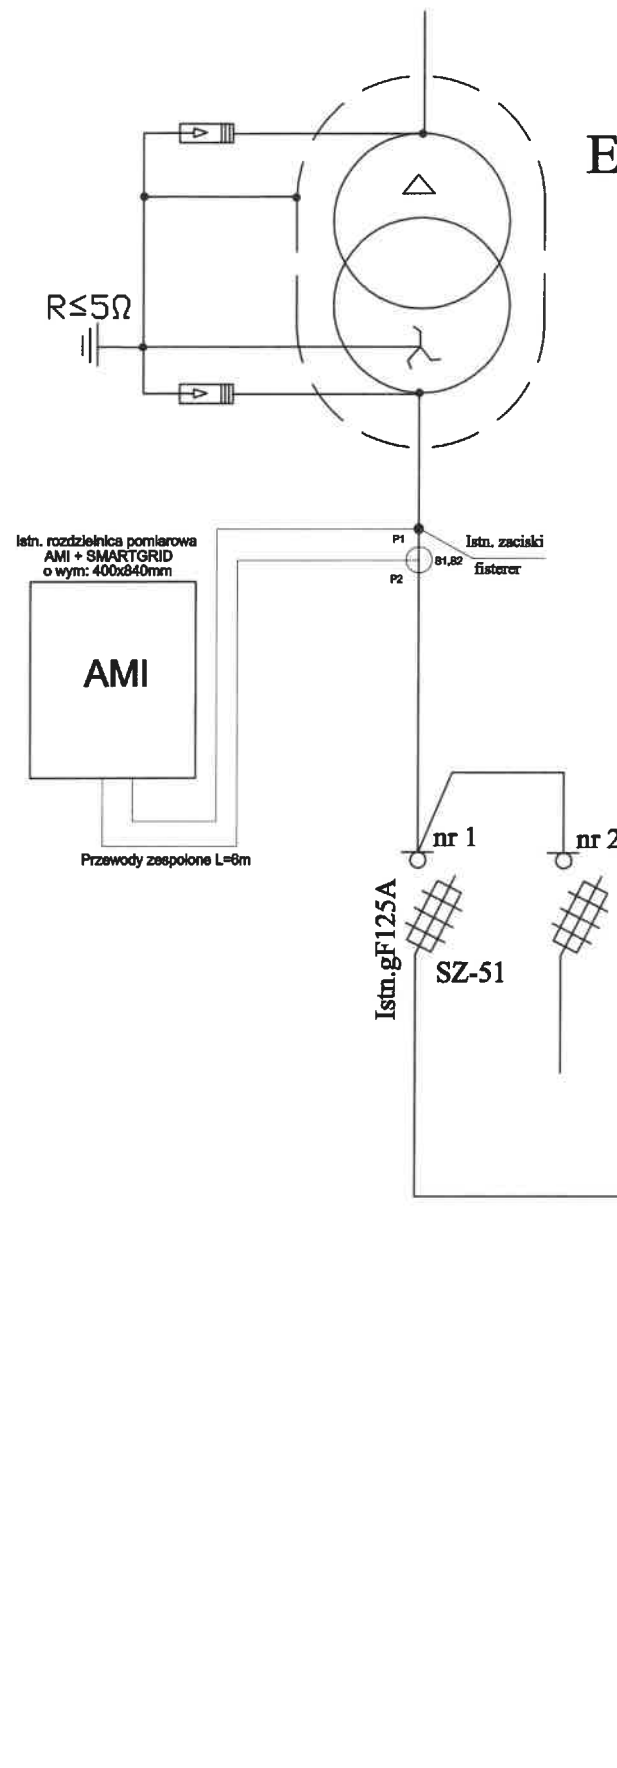 E
R≤5Ω
Istn. rozdzielnica pomiarowa
AMI + SMARTGRID
o wym: 400x840mm
AMI
P1
P2
S1,S2
Istn. zaciski
fisterer
Przewody zespolone L=6m
nr 1
nr 2
Istn.gF125A
SZ-51